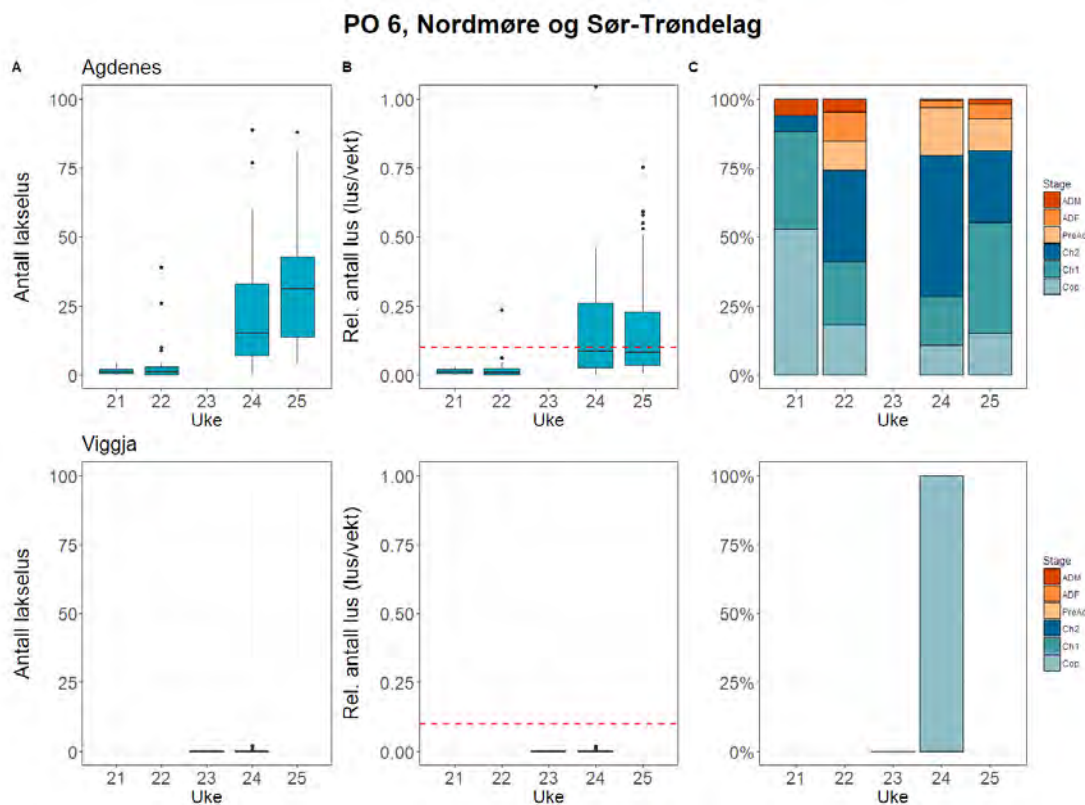 PO 6, Nordmøre og Sør-Trøndelag
A
B
C
Agdenes
Antall lakselus
100
75
50
25
0
21 22 23 24 25
Uke
Rel. antall lus (lus/vekt)
1.00
0.75
0.50
0.25
0.00
21 22 23 24 25
Uke
100%
75%
50%
25%
0%
21 22 23 24 25
Uke
Stage
ADM
ADF
PreAd
Ch2
Ch1
Cop
Viggja
Antall lakselus
100
75
50
25
0
21 22 23 24 25
Uke
Rel. antall lus (lus/vekt)
1.00
0.75
0.50
0.25
0.00
21 22 23 24 25
Uke
100%
75%
50%
25%
0%
21 22 23 24 25
Uke
Stage
ADM
ADF
PreAd
Ch2
Ch1
Cop